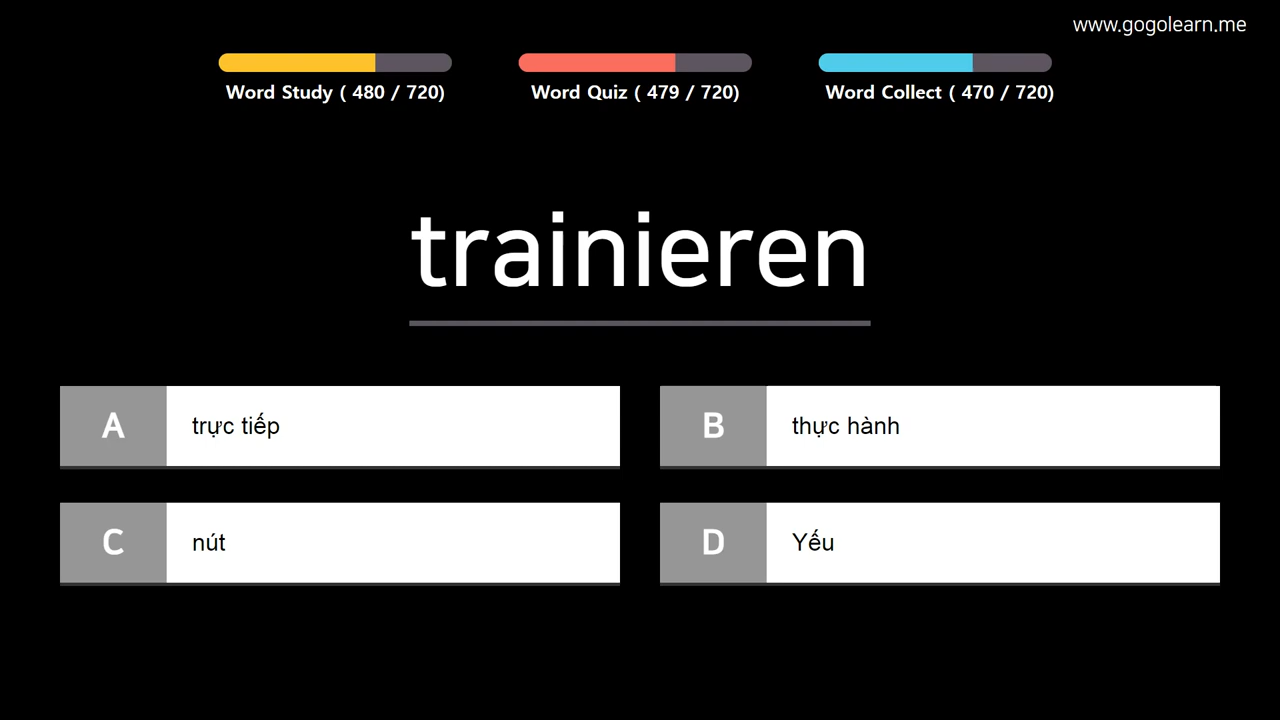 www.gogolearn.me
Word Study ( 480 / 720)
Word Quiz ( 479 / 720)
Word Collect ( 470 / 720)
trainieren
A trực tiếp
B thực hành
C nút
D Yếu